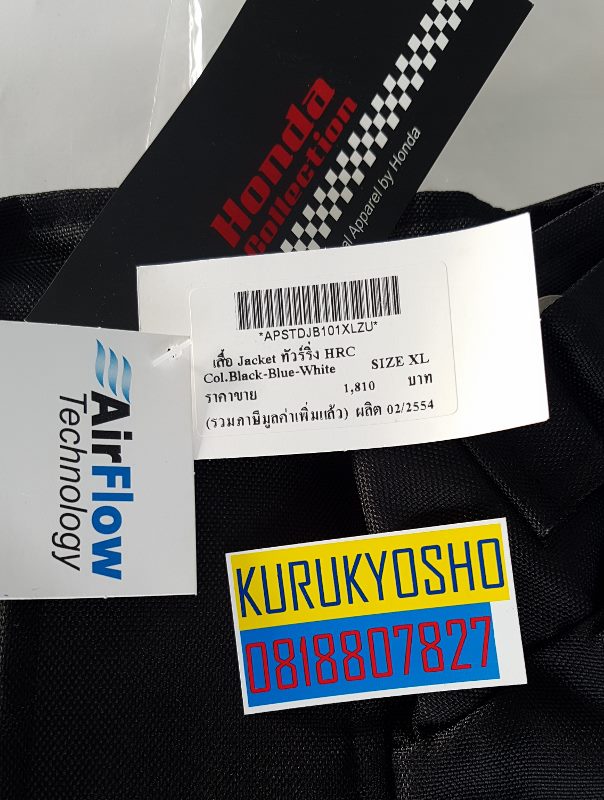 Honda
Collection
al Apparel by Honda
*APSTDJB101XLZU*
เสื้อ Jacket ทัวร์ริ่ง HRC
Col.Black-Blue-White SIZE XL
ราคาขาย 1,810 บาท
(รวมภาษีมูลค่าเพิ่มแล้ว) ผลิต 02/2554
AirFlow
Technology
KURUKYOSHO
0818807827